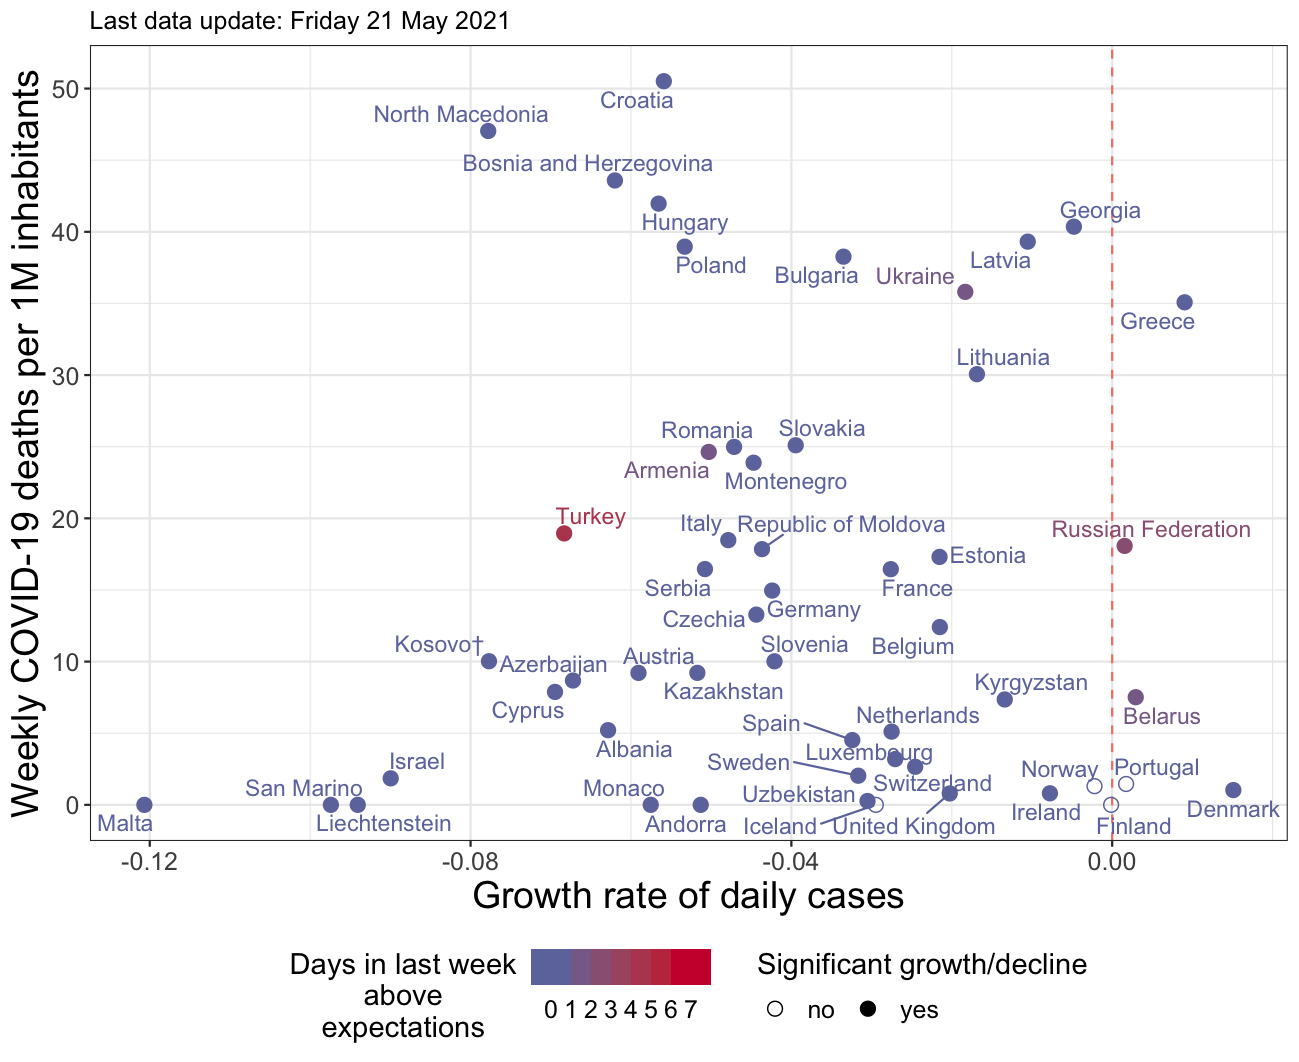 Last data update: Friday 21 May 2021
Weekly COVID-19 deaths per 1M inhabitants
50
40
30
20
10
0
Croatia
North Macedonia
Bosnia and Herzegovina
Hungary
Georgia
Poland
Latvia
Bulgaria
Ukraine
Greece
Lithuania
Romania
Slovakia
Armenia
Montenegro
Turkey
Italy
Republic of Moldova
Russian Federation
Estonia
Serbia
France
Germany
Czechia
Kosovo†
Slovenia
Belgium
Azerbaijan
Austria
Kazakhstan
Kyrgyzstan
Cyprus
Netherlands
Belarus
Spain
Albania
Luxembourg
Israel
Sweden
Norway
Portugal
San Marino
Monaco
Switzerland
Uzbekistan
Ireland
Denmark
Malta
Liechtenstein
Andorra
Iceland
United Kingdom
Finland
-0.12
-0.08
-0.04
0.00
Growth rate of daily cases
Days in last week
above
expectations
0 1 2 3 4 5 6 7
Significant growth/decline
no
yes